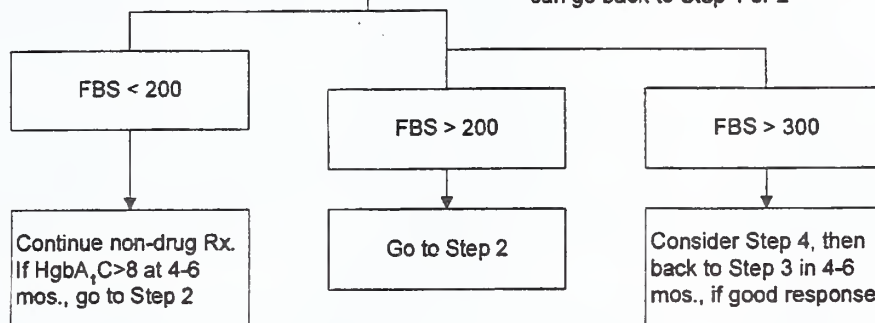 FBS < 200
FBS > 200
FBS > 300
Continue non-drug Rx.
If HgbA₁C>8 at 4-6
mos., go to Step 2
Go to Step 2
Consider Step 4, then
back to Step 3 in 4-6
mos., if good response